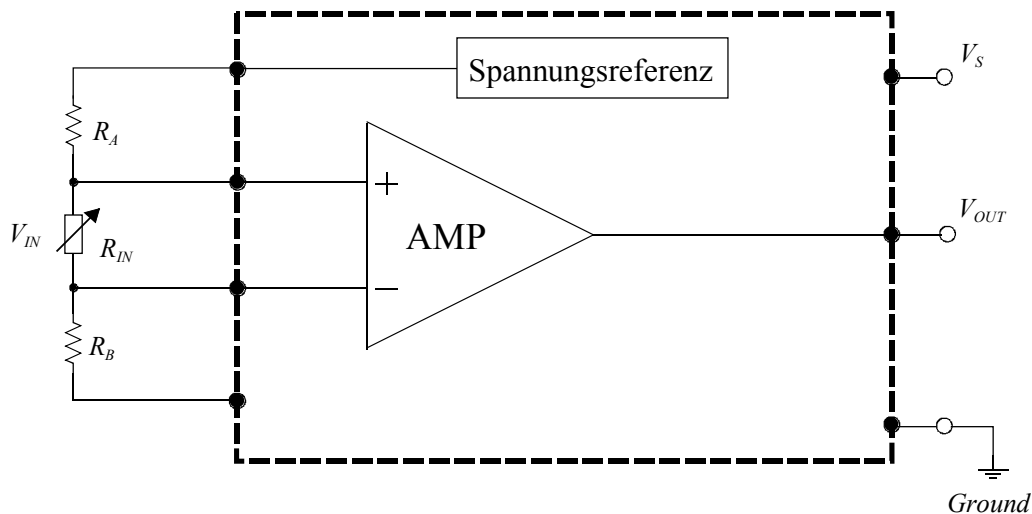 Spannungsreferenz
V_S
R_A
+
AMP
V_OUT
V_IN
R_IN
−
R_B
Ground